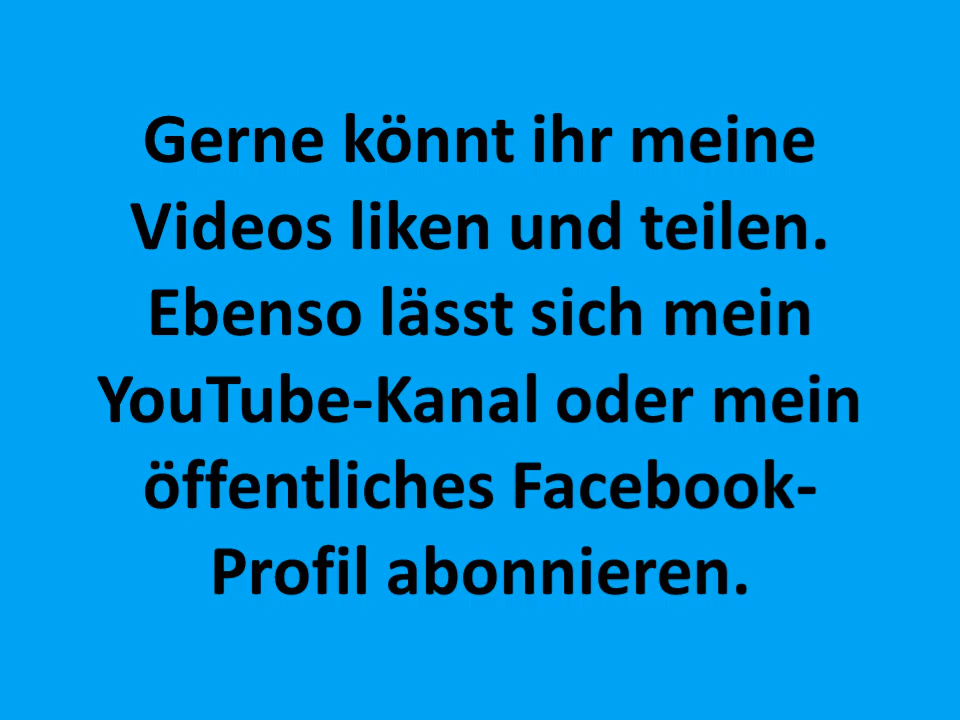 Gerne könnt ihr meine
Videos liken und teilen.
Ebenso lässt sich mein
YouTube-Kanal oder mein
öffentliches Facebook-
Profil abonnieren.